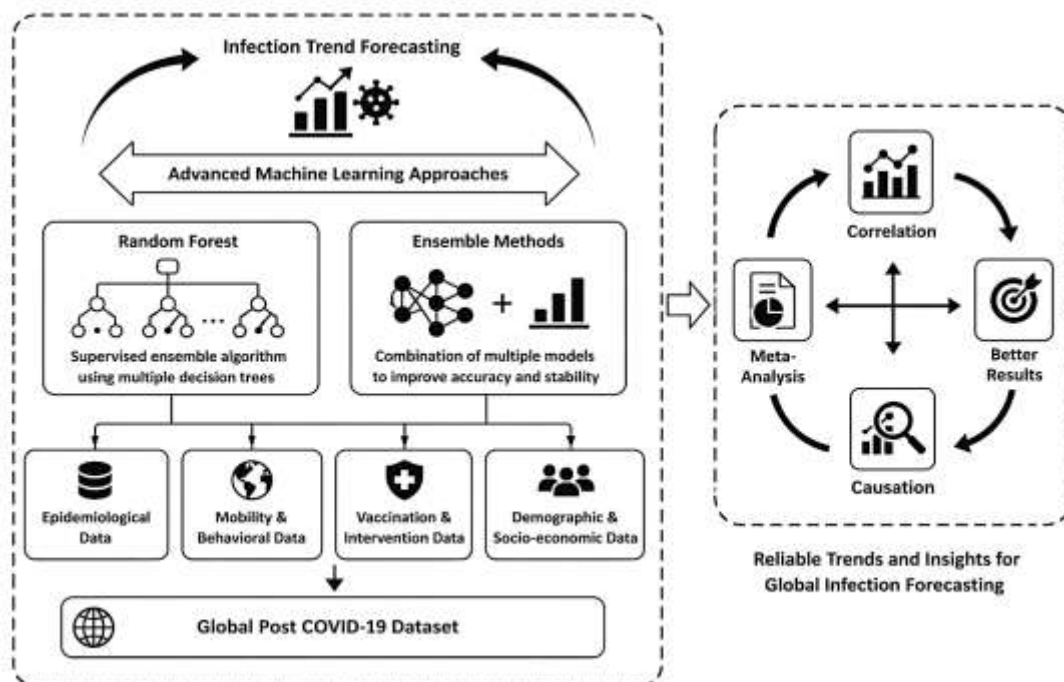 Infection Trend Forecasting
Advanced Machine Learning Approaches
Random Forest
Supervised ensemble algorithm
using multiple decision trees
Ensemble Methods
Combination of multiple models
to improve accuracy and stability
Epidemiological
Data
Mobility &
Behavioral Data
Vaccination &
Intervention Data
Demographic &
Socio-economic Data
Global Post COVID-19 Dataset
Correlation
Meta-
Analysis
Better
Results
Causation
Reliable Trends and Insights for
Global Infection Forecasting